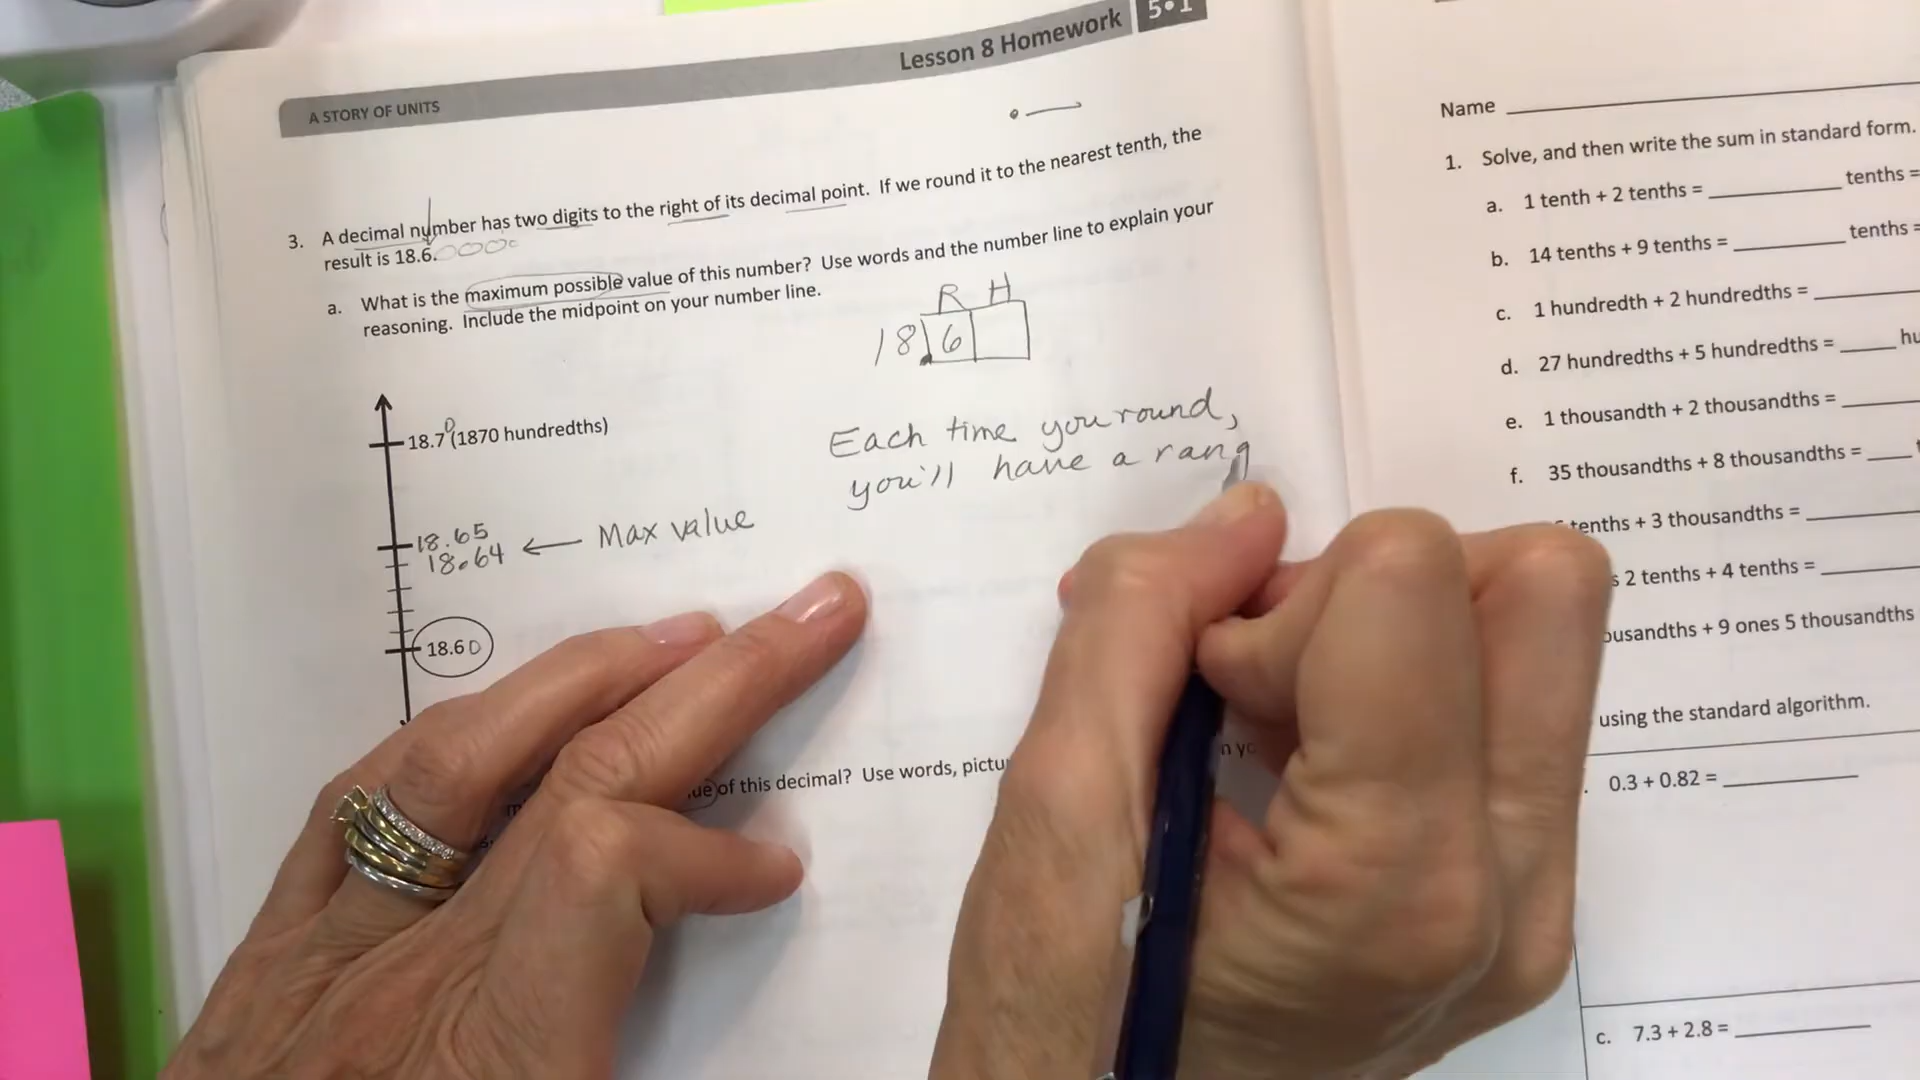 Lesson 8 Homework 5•1
A STORY OF UNITS
3. A decimal number has two digits to the right of its decimal point. If we round it to the nearest tenth, the
result is 18.6.
a. What is the maximum possible value of this number? Use words and the number line to explain your
reasoning. Include the midpoint on your number line.
R H
18.6
18.70 (1870 hundredths)
Each time you round,
you'll have a rang
18.65
18.64 ← Max value
18.60
of this decimal? Use words,
Name
1. Solve, and then write the sum in standard form.
a. 1 tenth + 2 tenths = ____________ tenths =
b. 14 tenths + 9 tenths = ____________ tenths =
c. 1 hundredth + 2 hundredths =
d. 27 hundredths + 5 hundredths = ______ hu
e. 1 thousandth + 2 thousandths =
f. 35 thousandths + 8 thousandths = _____
tenths + 3 thousandths =
s 2 tenths + 4 tenths =
ousandths + 9 ones 5 thousandths
using the standard algorithm.
0.3 + 0.82 = ____________
c. 7.3 + 2.8 = ____________